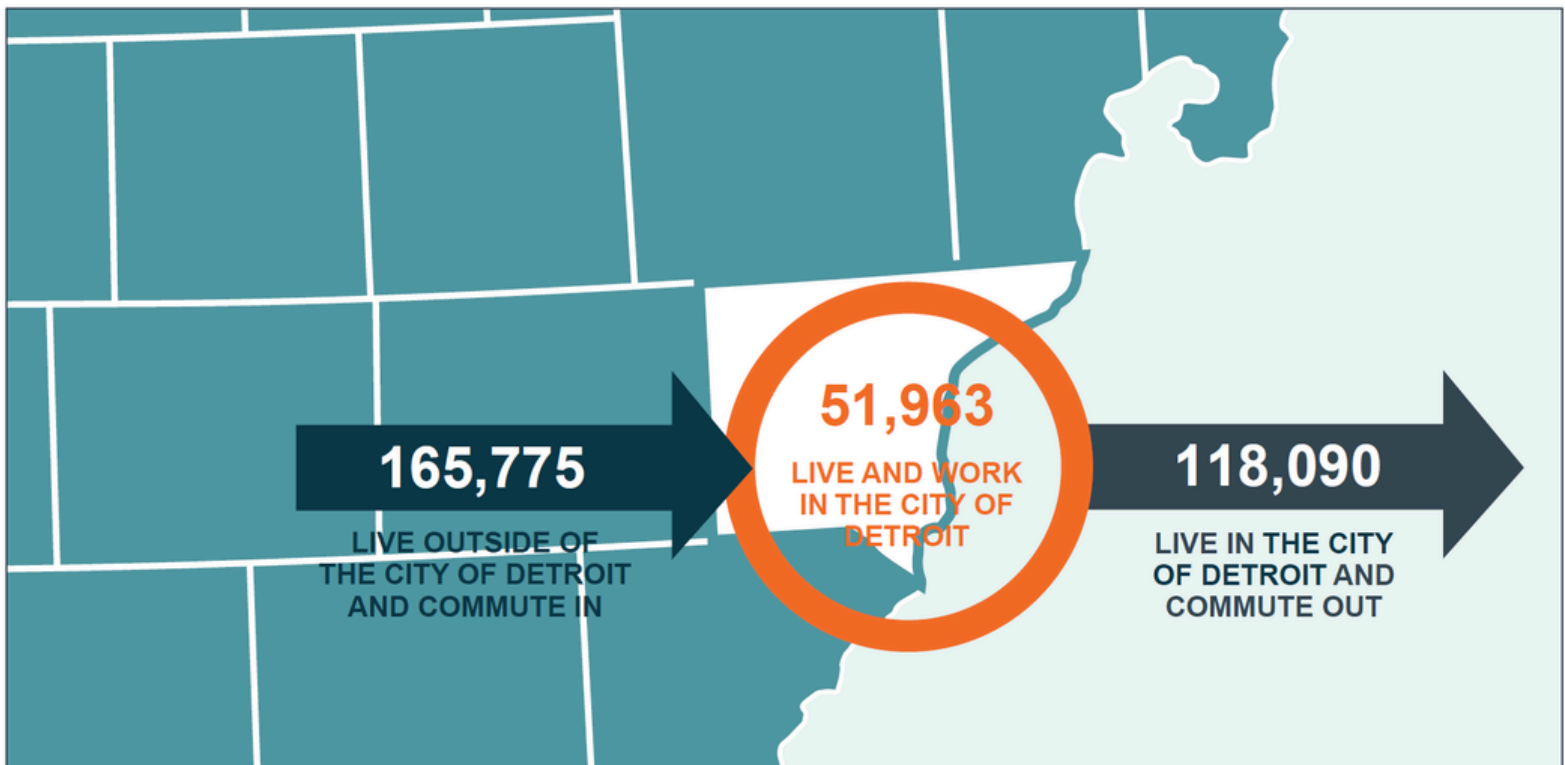 165,775
LIVE OUTSIDE OF
THE CITY OF DETROIT
AND COMMUTE IN
51,963
LIVE AND WORK
IN THE CITY OF
DETROIT
118,090
LIVE IN THE CITY
OF DETROIT AND
COMMUTE OUT